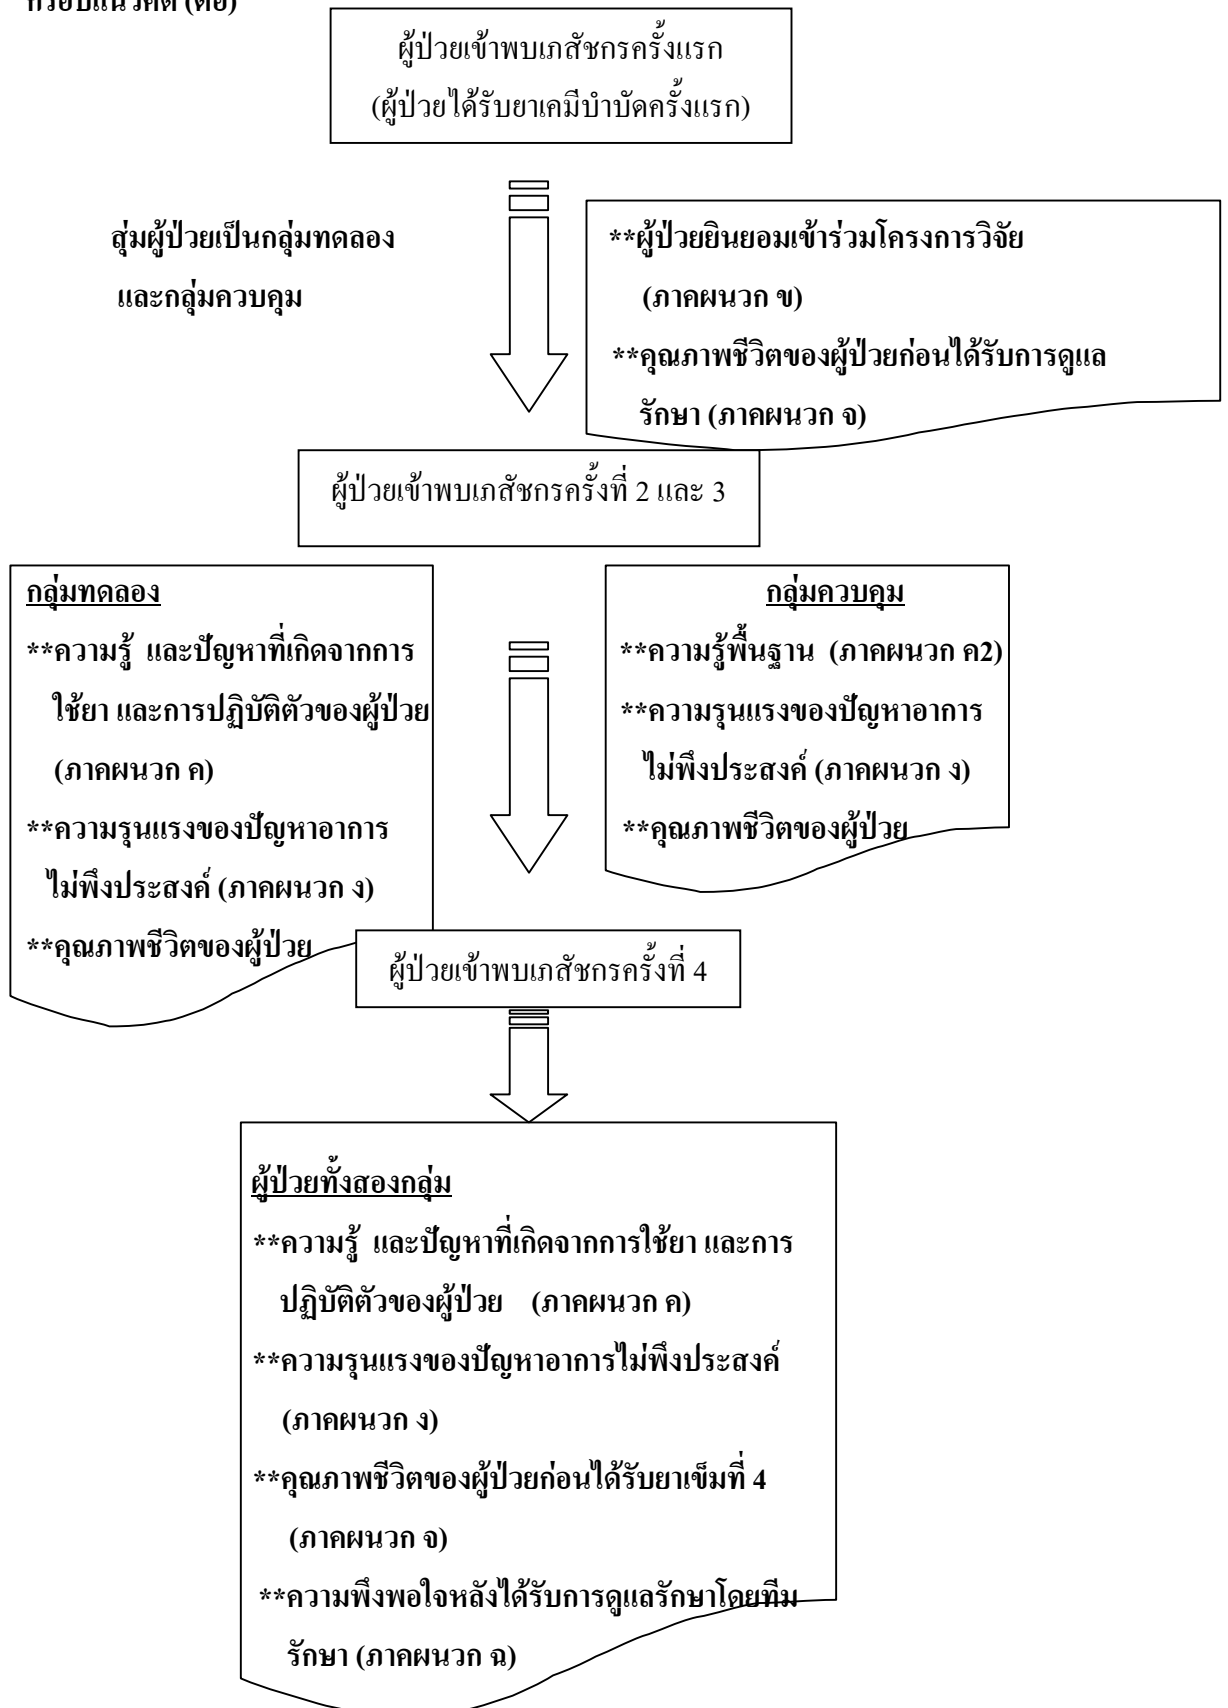 กรอบแนวคิด (ต่อ)
ผู้ป่วยเข้าพบเภสัชกรครั้งแรก
(ผู้ป่วยได้รับยาเคมีบำบัดครั้งแรก)
สุ่มผู้ป่วยเป็นกลุ่มทดลอง
และกลุ่มควบคุม
**ผู้ป่วยยินยอมเข้าร่วมโครงการวิจัย
(ภาคผนวก ข)
**คุณภาพชีวิตของผู้ป่วยก่อนได้รับการดูแล
รักษา (ภาคผนวก จ)
ผู้ป่วยเข้าพบเภสัชกรครั้งที่ 2 และ 3
กลุ่มทดลอง
**ความรู้ และปัญหาที่เกิดจากการ
ใช้ยา และการปฏิบัติตัวของผู้ป่วย
(ภาคผนวก ค)
**ความรุนแรงของปัญหาอาการ
ไม่พึงประสงค์ (ภาคผนวก ง)
**คุณภาพชีวิตของผู้ป่วย
กลุ่มควบคุม
**ความรู้พื้นฐาน (ภาคผนวก ค2)
**ความรุนแรงของปัญหาอาการ
ไม่พึงประสงค์ (ภาคผนวก ง)
**คุณภาพชีวิตของผู้ป่วย
ผู้ป่วยเข้าพบเภสัชกรครั้งที่ 4
ผู้ป่วยทั้งสองกลุ่ม
**ความรู้ และปัญหาที่เกิดจากการใช้ยา และการ
ปฏิบัติตัวของผู้ป่วย (ภาคผนวก ค)
**ความรุนแรงของปัญหาอาการไม่พึงประสงค์
(ภาคผนวก ง)
**คุณภาพชีวิตของผู้ป่วยก่อนได้รับยาเข็มที่ 4
(ภาคผนวก จ)
**ความพึงพอใจหลังได้รับการดูแลรักษาโดยทีม
รักษา (ภาคผนวก ฉ)